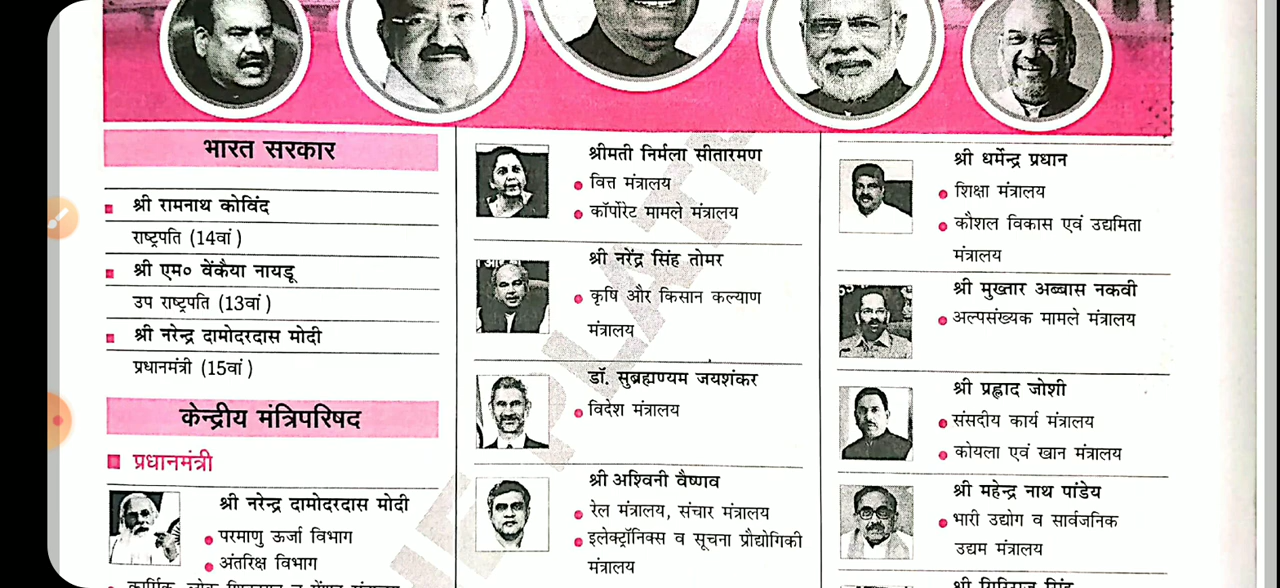 भारत सरकार
श्री रामनाथ कोविंद
राष्ट्रपति (14वां)
श्री एम० वेंकैया नायडू
उप राष्ट्रपति (13वां)
श्री नरेन्द्र दामोदरदास मोदी
प्रधानमंत्री (15वां)
केन्द्रीय मंत्रिपरिषद
प्रधानमंत्री
श्री नरेन्द्र दामोदरदास मोदी
परमाणु ऊर्जा विभाग
अंतरिक्ष विभाग
श्रीमती निर्मला सीतारमण
वित्त मंत्रालय
कॉर्पोरेट मामले मंत्रालय
श्री नरेंद्र सिंह तोमर
कृषि और किसान कल्याण
मंत्रालय
डॉ. सुब्रह्मण्यम जयशंकर
विदेश मंत्रालय
श्री अश्विनी वैष्णव
रेल मंत्रालय, संचार मंत्रालय
इलेक्ट्रॉनिक्स व सूचना प्रौद्योगिकी
मंत्रालय
श्री धर्मेन्द्र प्रधान
शिक्षा मंत्रालय
कौशल विकास एवं उद्यमिता
मंत्रालय
श्री मुख्तार अब्बास नकवी
अल्पसंख्यक मामले मंत्रालय
श्री प्रह्लाद जोशी
संसदीय कार्य मंत्रालय
कोयला एवं खान मंत्रालय
श्री महेन्द्र नाथ पांडेय
भारी उद्योग व सार्वजनिक
उद्यम मंत्रालय